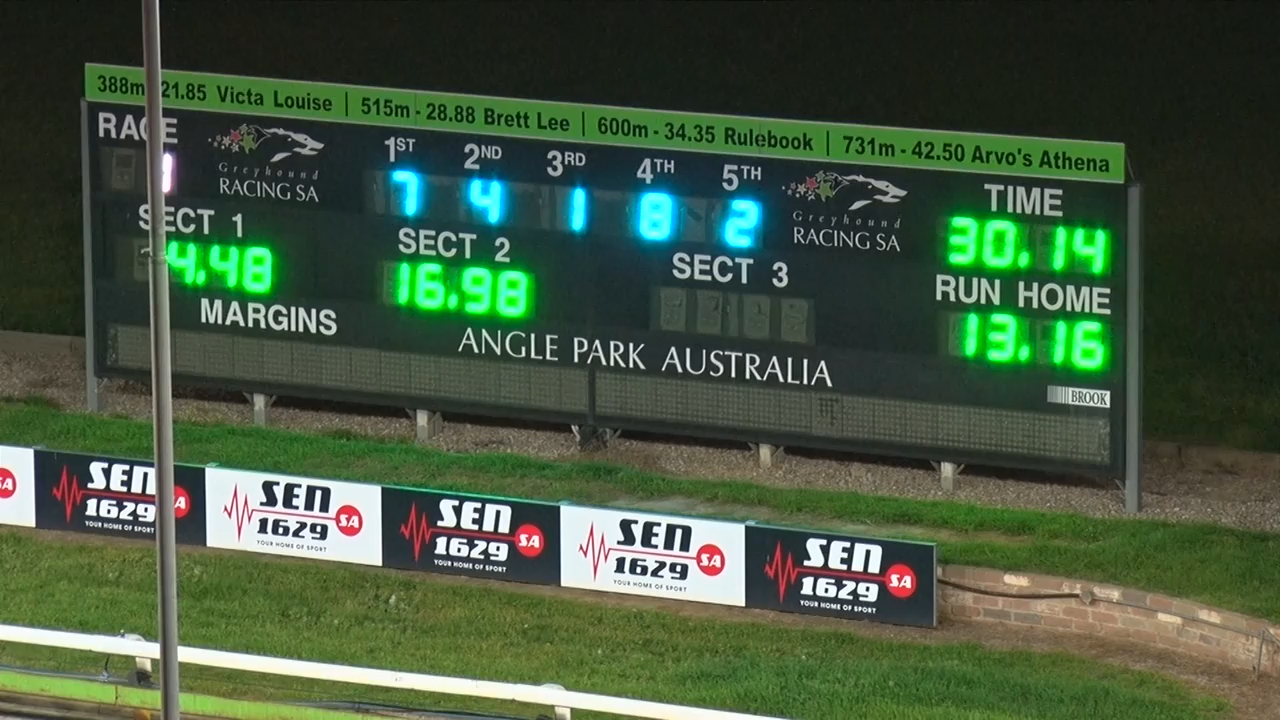 388m 21.85 Victa Louise | 515m - 28.88 Brett Lee | 600m - 34.35 Rulebook | 731m - 42.50 Arvo's Athena
RACE
Greyhound
RACING SA
1ST 2ND 3RD 4TH 5TH
7 4 1 8 2
Greyhound
RACING SA
TIME
30.14
SECT 1
4.48
SECT 2
16.98
SECT 3
RUN HOME
13.16
MARGINS
ANGLE PARK AUSTRALIA
BROOK
SA
SEN
1629 SA
YOUR HOME OF SPORT
SEN
1629 SA
YOUR HOME OF SPORT
SEN
1629 SA
YOUR HOME OF SPORT
SEN
1629 SA
YOUR HOME OF SPORT
SEN
1629 SA
YOUR HOME OF SPORT